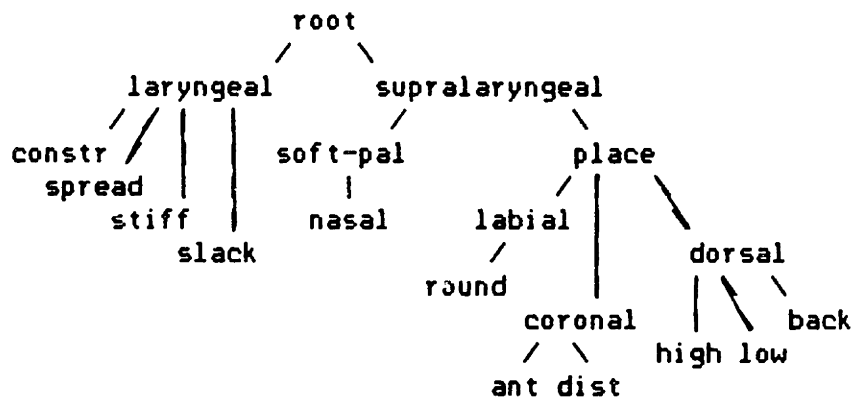 root
laryngeal supralaryngeal
constr soft-pal place
spread
stiff nasal labial
slack dorsal
round
coronal back
high low
ant dist